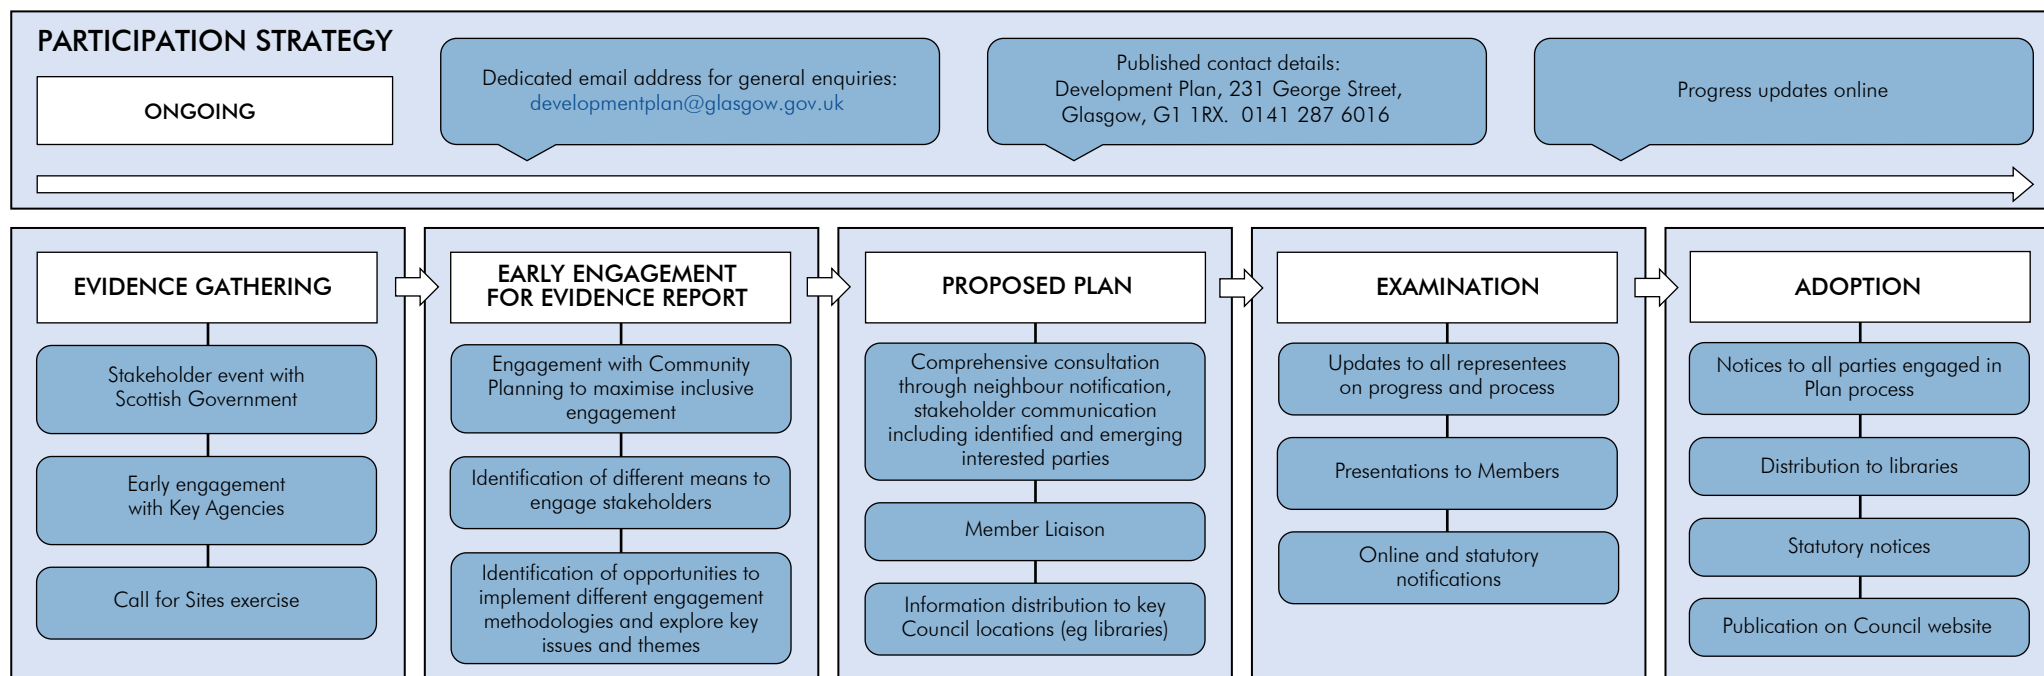 PARTICIPATION STRATEGY
ONGOING
Dedicated email address for general enquiries:
developmentplan@glasgow.gov.uk
Published contact details:
Development Plan, 231 George Street,
Glasgow, G1 1RX.  0141 287 6016
Progress updates online
EVIDENCE GATHERING
Stakeholder event with
Scottish Government
Early engagement
with Key Agencies
Call for Sites exercise
EARLY ENGAGEMENT
FOR EVIDENCE REPORT
Engagement with Community
Planning to maximise inclusive
engagement
Identification of different means to
engage stakeholders
Identification of opportunities to
implement different engagement
methodologies and explore key
issues and themes
PROPOSED PLAN
Comprehensive consultation
through neighbour notification,
stakeholder communication
including identified and emerging
interested parties
Member Liaison
Information distribution to key
Council locations (eg libraries)
EXAMINATION
Updates to all representees
on progress and process
Presentations to Members
Online and statutory
notifications
ADOPTION
Notices to all parties engaged in
Plan process
Distribution to libraries
Statutory notices
Publication on Council website